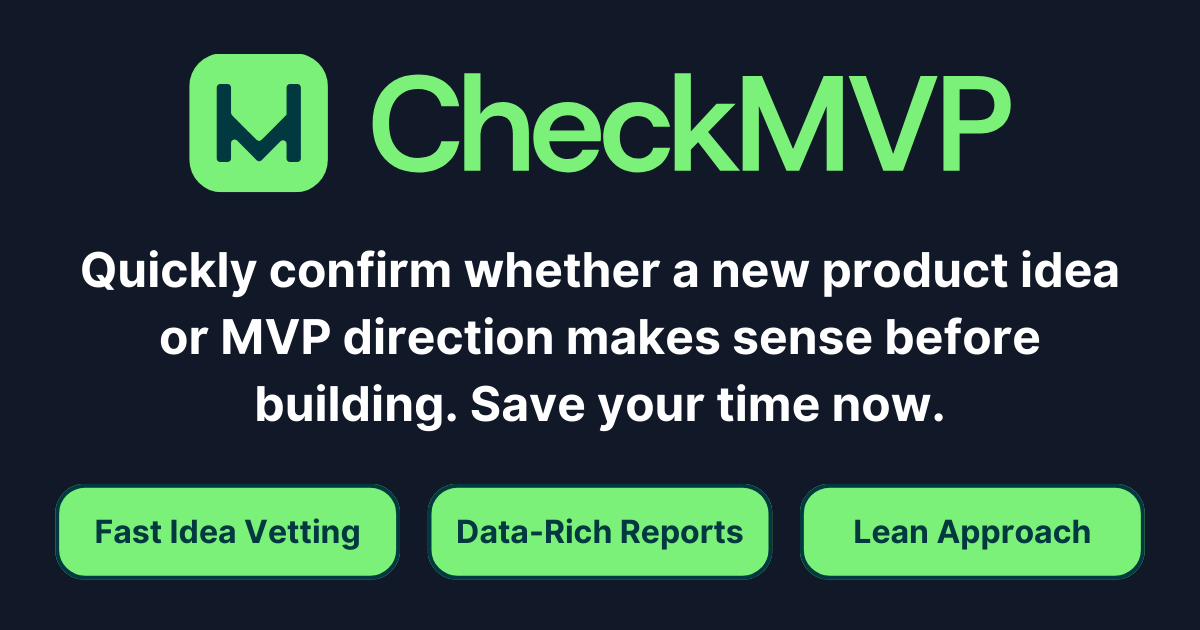 CheckMVP
Quickly confirm whether a new product idea
or MVP direction makes sense before
building. Save your time now.
Fast Idea Vetting
Data-Rich Reports
Lean Approach